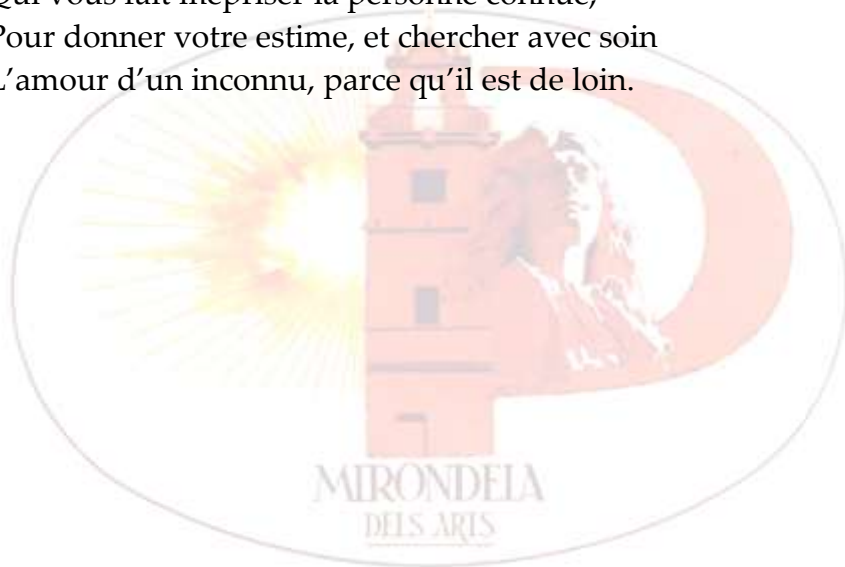 Qui vous fait mépriser la personne connue,
Pour donner votre estime, et chercher avec soin
L’amour d’un inconnu, parce qu’il est de loin.
MIRONDELA
DELS ARTS